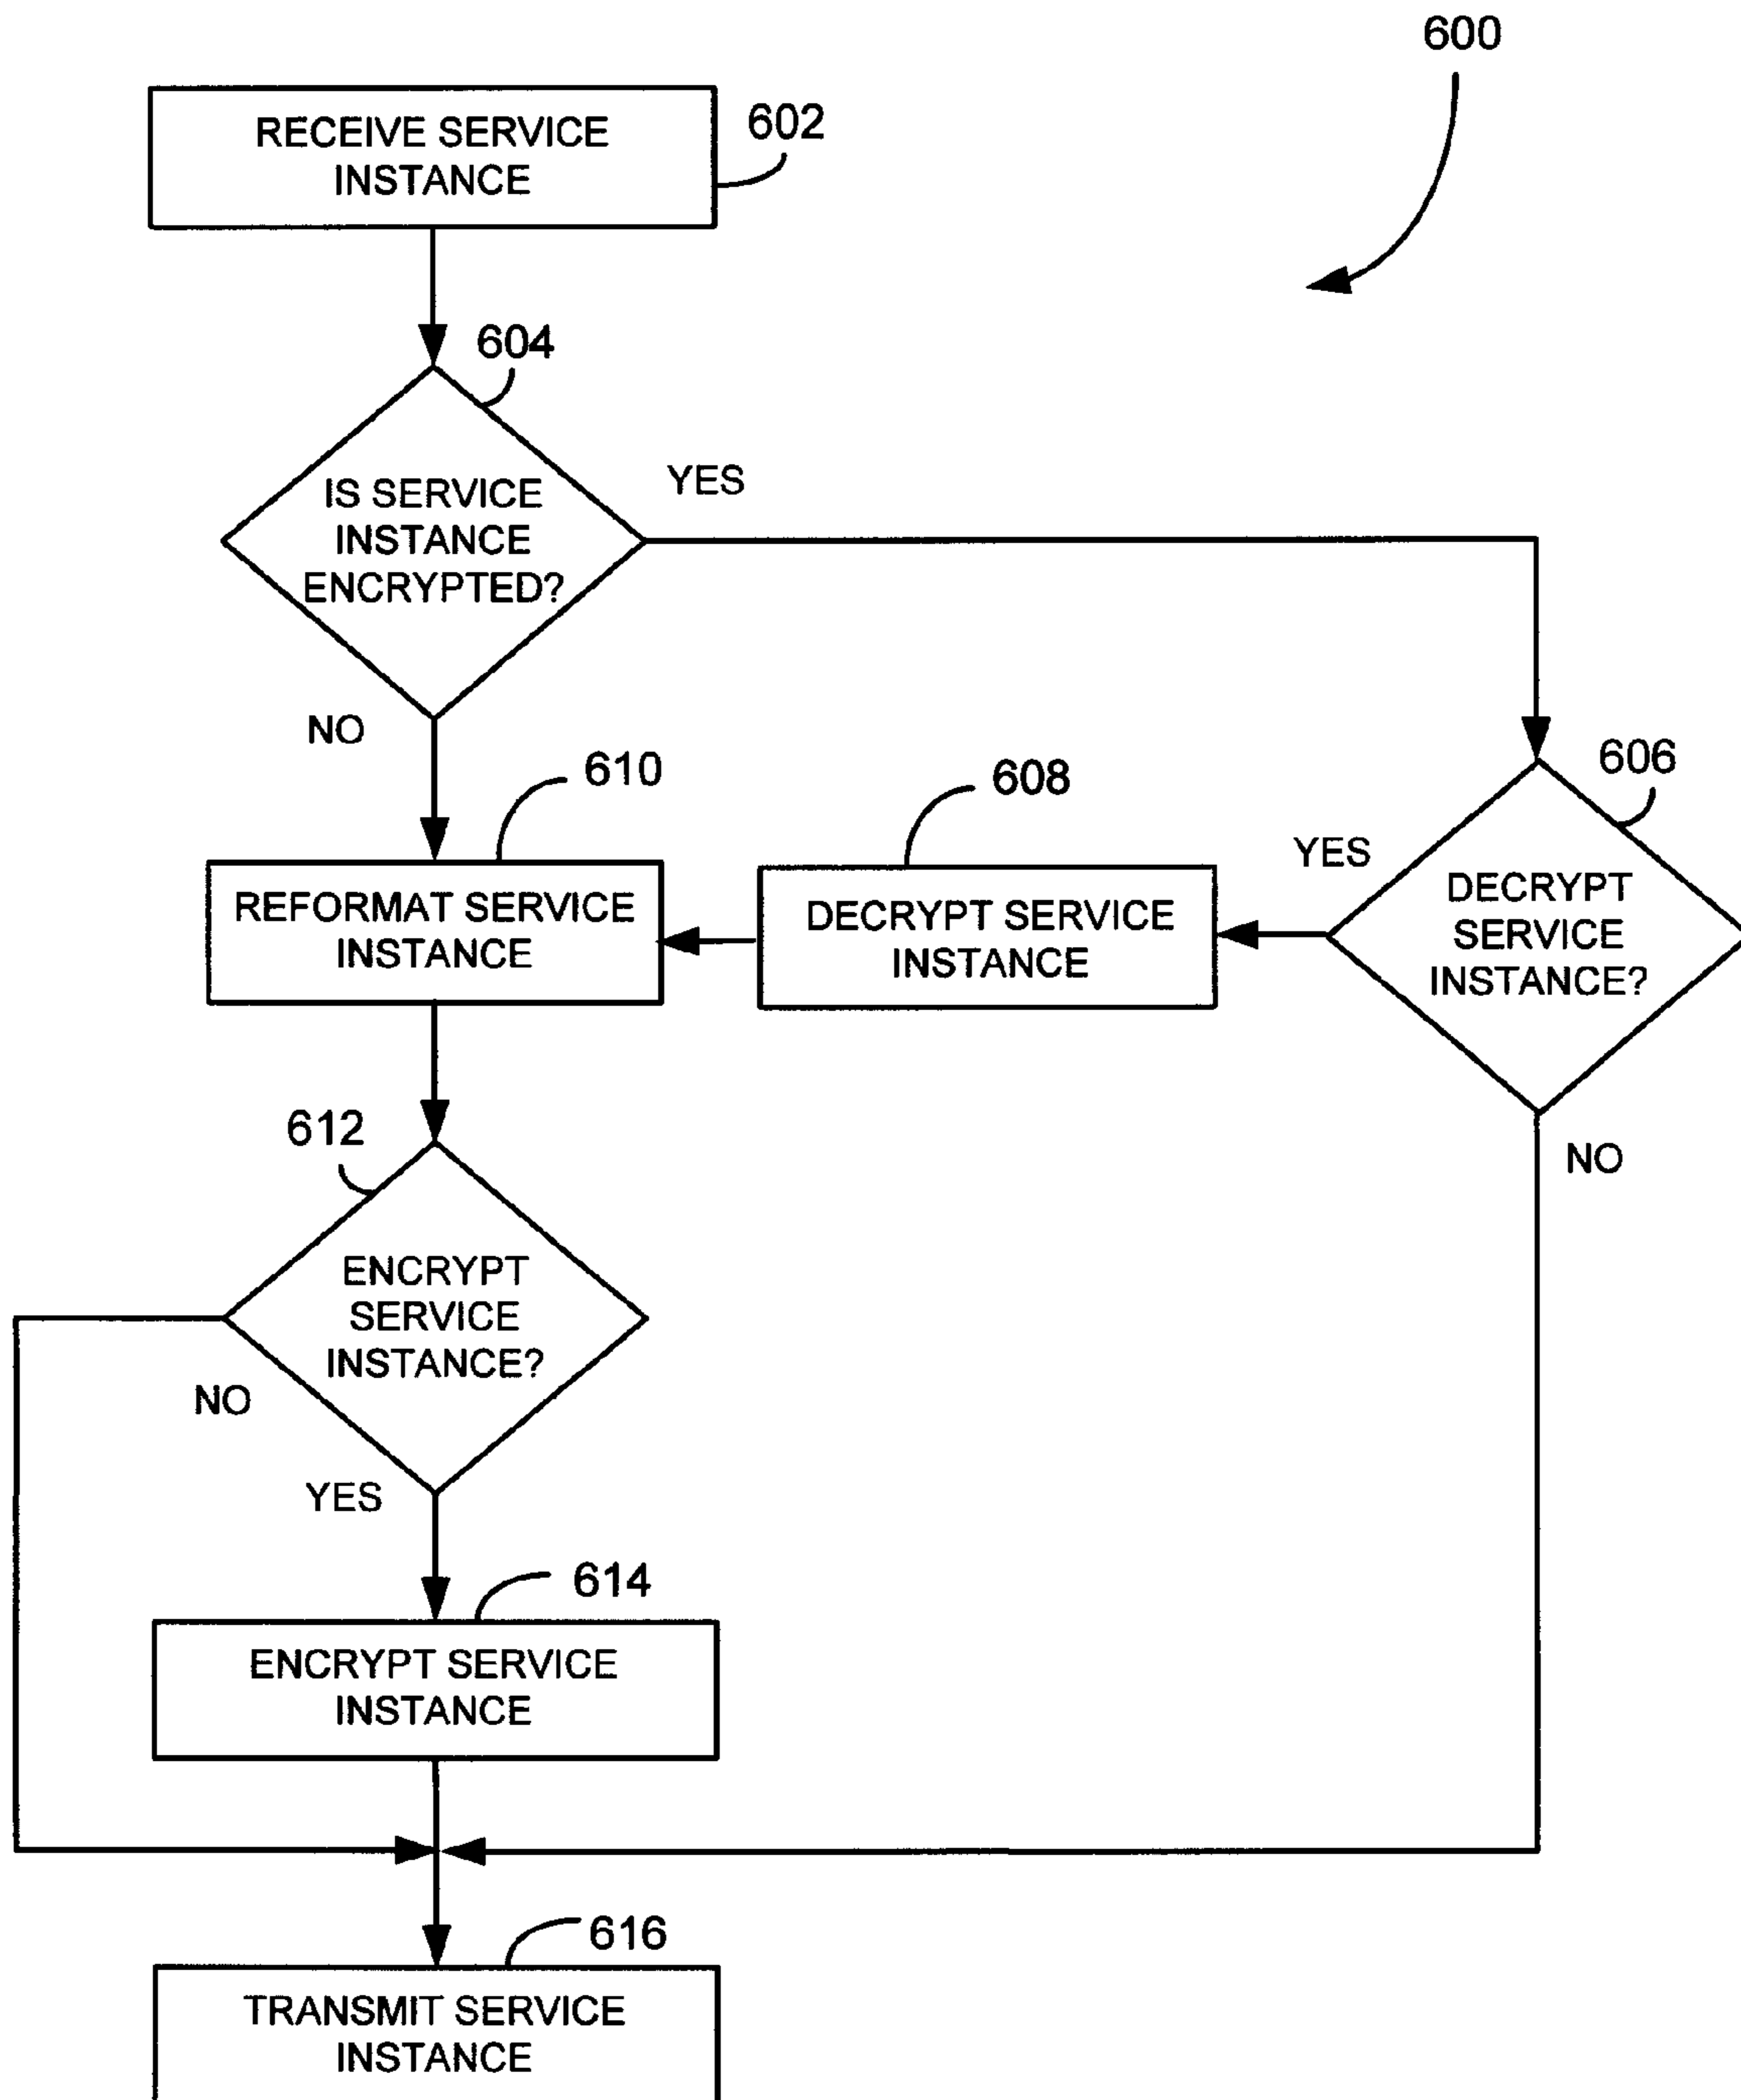 600
RECEIVE SERVICE
INSTANCE
602
604
IS SERVICE
INSTANCE
ENCRYPTED?
YES
NO
610
608
606
YES
REFORMAT SERVICE
INSTANCE
DECRYPT SERVICE
INSTANCE
DECRYPT
SERVICE
INSTANCE?
NO
612
ENCRYPT
SERVICE
INSTANCE?
NO
YES
614
ENCRYPT SERVICE
INSTANCE
616
TRANSMIT SERVICE
INSTANCE